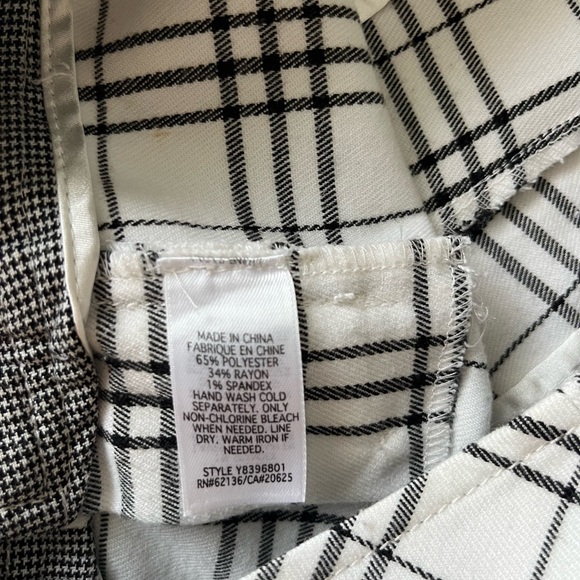 MADE IN CHINA
FABRIQUE EN CHINE
65% POLYESTER
34% RAYON
1% SPANDEX
HAND WASH COLD
SEPARATELY. ONLY
NON-CHLORINE BLEACH
WHEN NEEDED. LINE
DRY. WARM IRON IF
NEEDED.
STYLE Y8396801
RN#62136/CA#20625